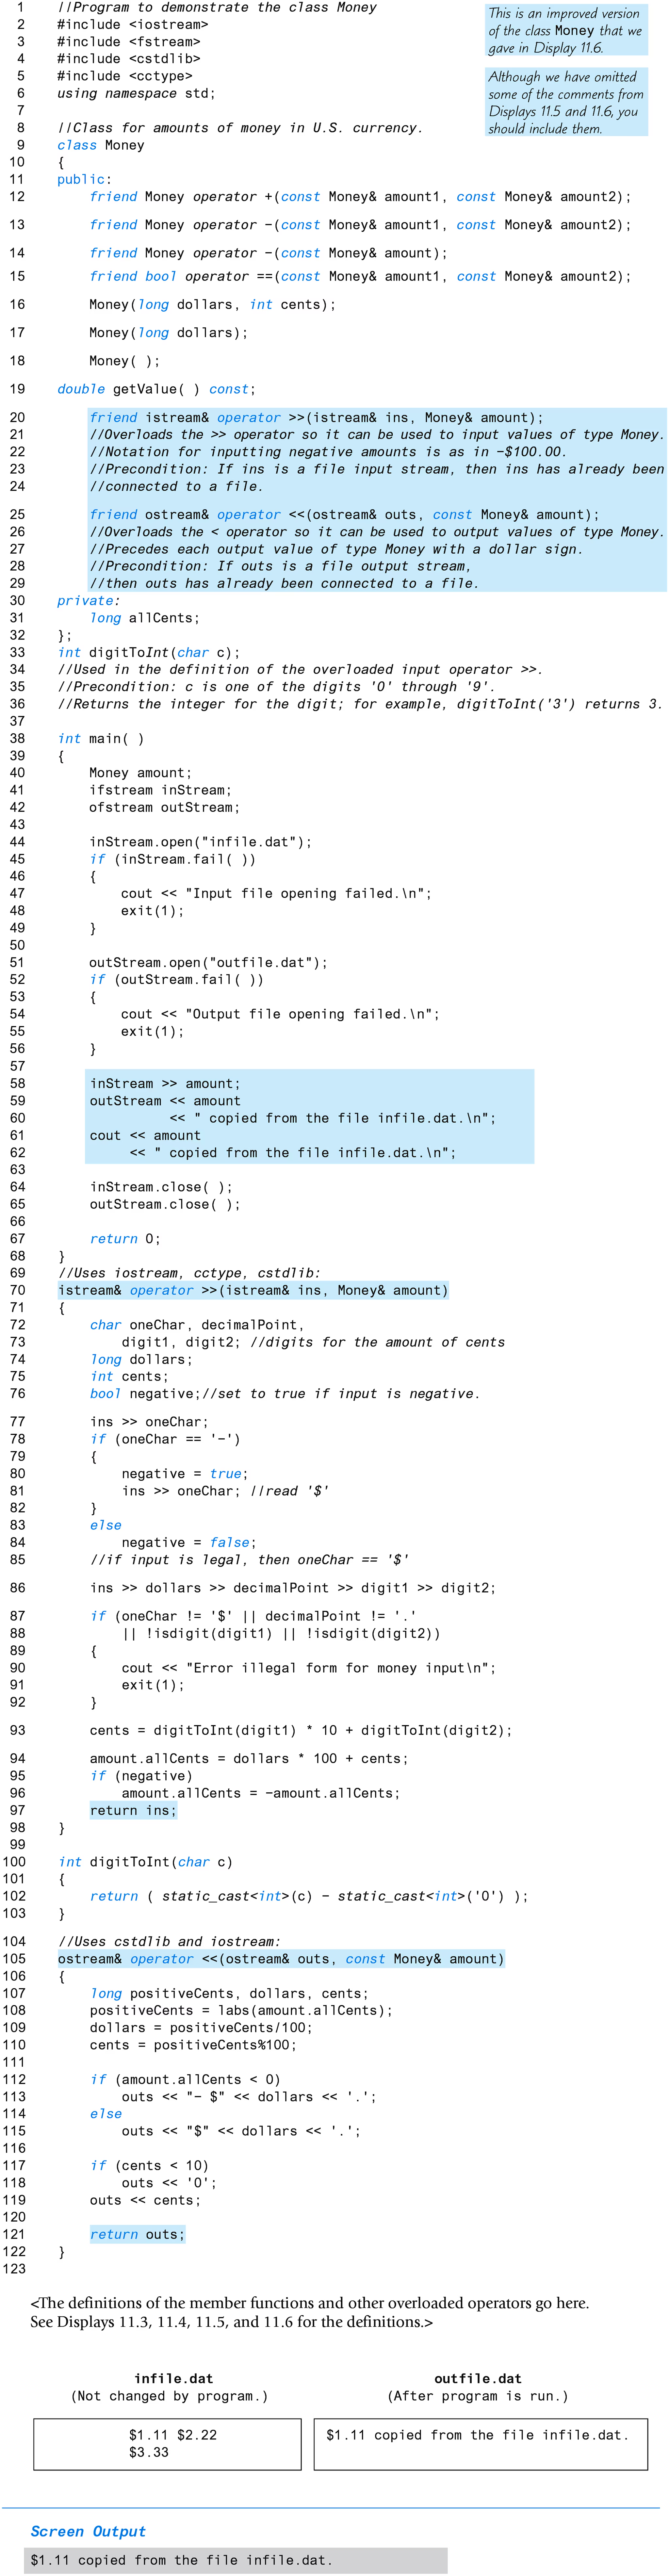 1 //Program to demonstrate the class Money
2 #include <iostream>
3 #include <fstream>
4 #include <cstdlib>
5 #include <cctype>
6 using namespace std;
7
This is an improved version
of the class Money that we
gave in Display 11.6.
Although we have omitted
some of the comments from
Displays 11.5 and 11.6, you
should include them.
8 //Class for amounts of money in U.S. currency.
9 class Money
10 {
11 public:
12 friend Money operator +(const Money& amount1, const Money& amount2);
13 friend Money operator -(const Money& amount1, const Money& amount2);
14 friend Money operator -(const Money& amount);
15 friend bool operator ==(const Money& amount1, const Money& amount2);
16 Money(long dollars, int cents);
17 Money(long dollars);
18 Money( );
19 double getValue( ) const;
20 friend istream& operator >>(istream& ins, Money& amount);
21 //Overloads the >> operator so it can be used to input values of type Money.
22 //Notation for inputting negative amounts is as in -$100.00.
23 //Precondition: If ins is a file input stream, then ins has already been
24 //connected to a file.
25 friend ostream& operator <<(ostream& outs, const Money& amount);
26 //Overloads the < operator so it can be used to output values of type Money.
27 //Precedes each output value of type Money with a dollar sign.
28 //Precondition: If outs is a file output stream,
29 //then outs has already been connected to a file.
30 private:
31 long allCents;
32 };
33 int digitToInt(char c);
34 //Used in the definition of the overloaded input operator >>.
35 //Precondition: c is one of the digits '0' through '9'.
36 //Returns the integer for the digit; for example, digitToInt('3') returns 3.
37
38 int main( )
39 {
40 Money amount;
41 ifstream inStream;
42 ofstream outStream;
43
44 inStream.open("infile.dat");
45 if (inStream.fail( ))
46 {
47 cout << "Input file opening failed.\n";
48 exit(1);
49 }
50
51 outStream.open("outfile.dat");
52 if (outStream.fail( ))
53 {
54 cout << "Output file opening failed.\n";
55 exit(1);
56 }
57
58 inStream >> amount;
59 outStream << amount
60 << " copied from the file infile.dat.\n";
61 cout << amount
62 << " copied from the file infile.dat.\n";
63
64 inStream.close( );
65 outStream.close( );
66
67 return 0;
68 }
69 //Uses iostream, cctype, cstdlib:
70 istream& operator >>(istream& ins, Money& amount)
71 {
72 char oneChar, decimalPoint,
73 digit1, digit2; //digits for the amount of cents
74 long dollars;
75 int cents;
76 bool negative;//set to true if input is negative.
77 ins >> oneChar;
78 if (oneChar == '-')
79 {
80 negative = true;
81 ins >> oneChar; //read '$'
82 }
83 else
84 negative = false;
85 //if input is legal, then oneChar == '$'
86 ins >> dollars >> decimalPoint >> digit1 >> digit2;
87 if (oneChar != '$' || decimalPoint != '.'
88 || !isdigit(digit1) || !isdigit(digit2))
89 {
90 cout << "Error illegal form for money input\n";
91 exit(1);
92 }
93 cents = digitToInt(digit1) * 10 + digitToInt(digit2);
94 amount.allCents = dollars * 100 + cents;
95 if (negative)
96 amount.allCents = -amount.allCents;
97 return ins;
98 }
99
100 int digitToInt(char c)
101 {
102 return ( static_cast<int>(c) - static_cast<int>('0') );
103 }
104 //Uses cstdlib and iostream:
105 ostream& operator <<(ostream& outs, const Money& amount)
106 {
107 long positiveCents, dollars, cents;
108 positiveCents = labs(amount.allCents);
109 dollars = positiveCents/100;
110 cents = positiveCents%100;
111
112 if (amount.allCents < 0)
113 outs << "- $" << dollars << '.';
114 else
115 outs << "$" << dollars << '.';
116
117 if (cents < 10)
118 outs << '0';
119 outs << cents;
120
121 return outs;
122 }
123
<The definitions of the member functions and other overloaded operators go here.
See Displays 11.3, 11.4, 11.5, and 11.6 for the definitions.>
infile.dat
(Not changed by program.)
$1.11 $2.22
$3.33
outfile.dat
(After program is run.)
$1.11 copied from the file infile.dat.
Screen Output
$1.11 copied from the file infile.dat.